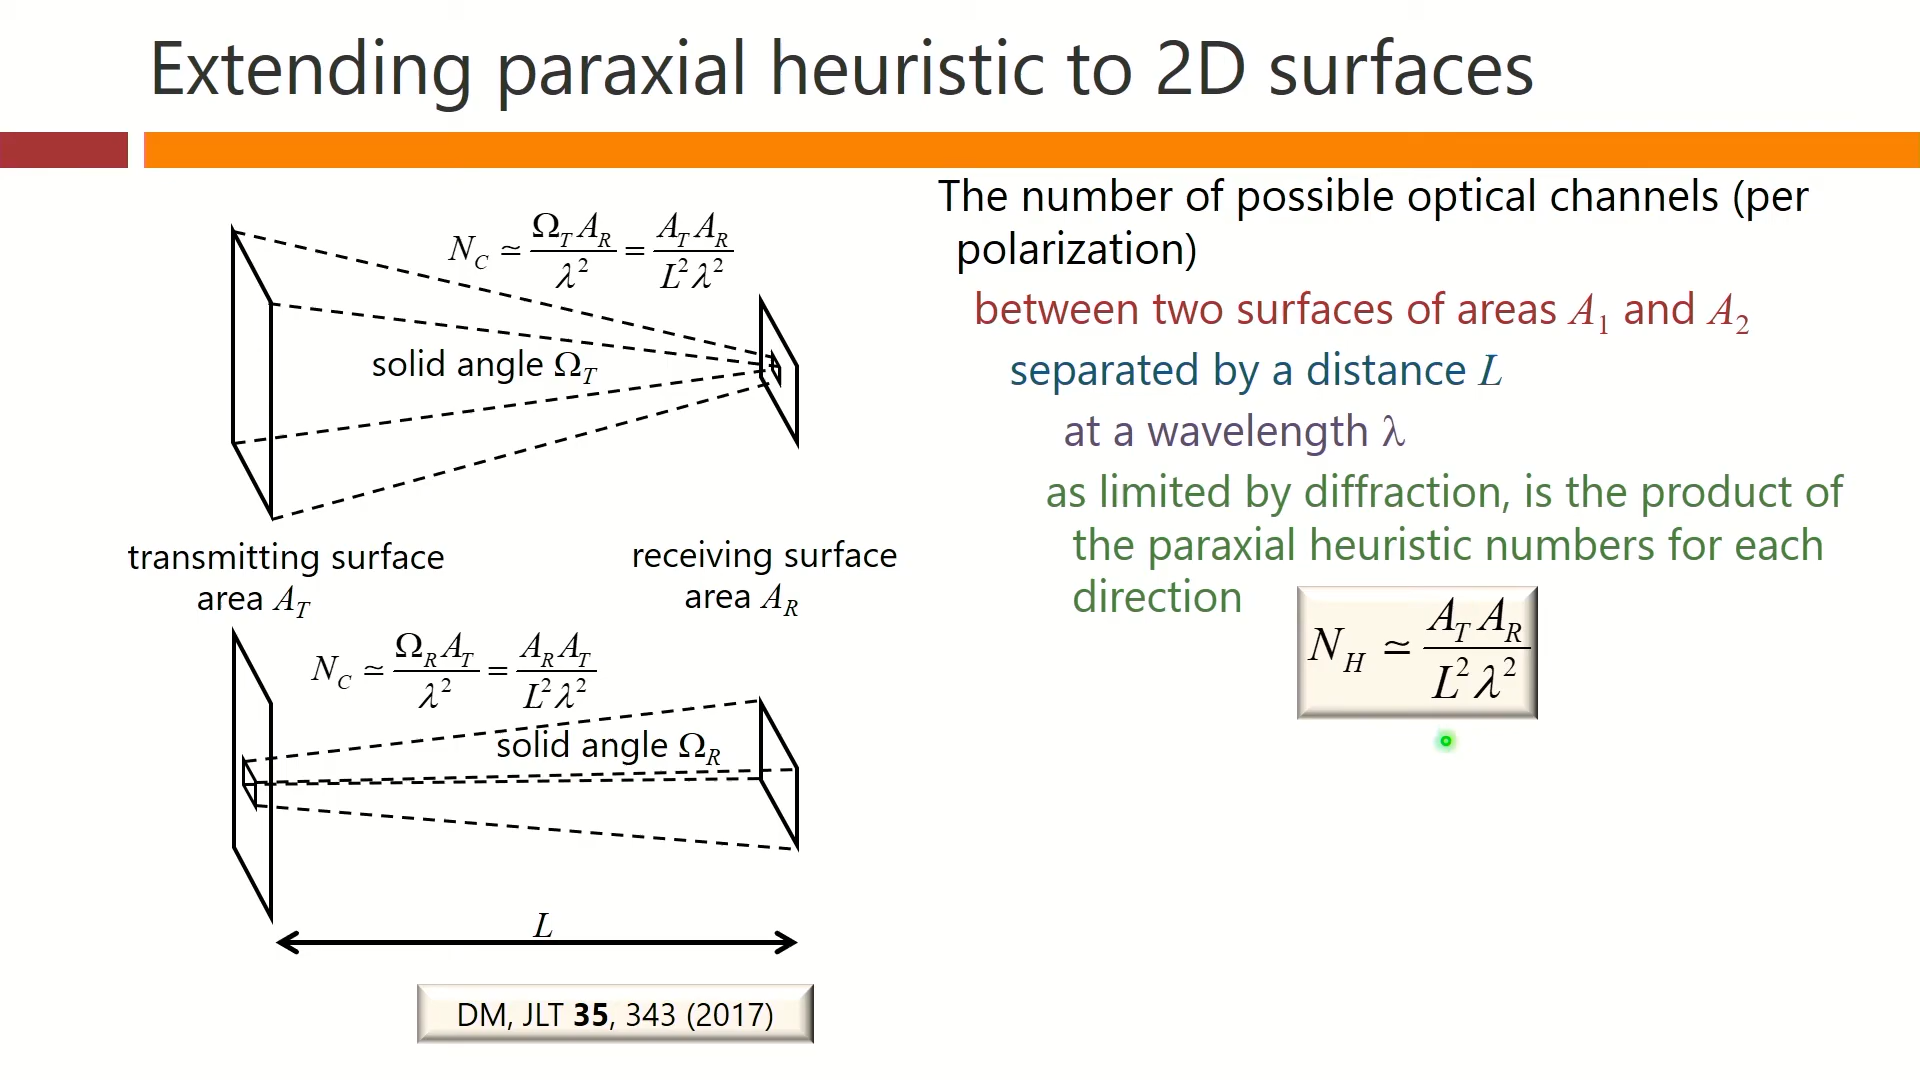 Extending paraxial heuristic to 2D surfaces
N_C ≃ Ω_T A_R / λ² = A_T A_R / L² λ²
solid angle Ω_T
transmitting surface
area A_T
receiving surface
area A_R
N_C ≃ Ω_R A_T / λ² = A_R A_T / L² λ²
solid angle Ω_R
L
DM, JLT 35, 343 (2017)
The number of possible optical channels (per
polarization)
between two surfaces of areas A₁ and A₂
separated by a distance L
at a wavelength λ
as limited by diffraction, is the product of
the paraxial heuristic numbers for each
direction
N_H ≃ A_T A_R / L² λ²